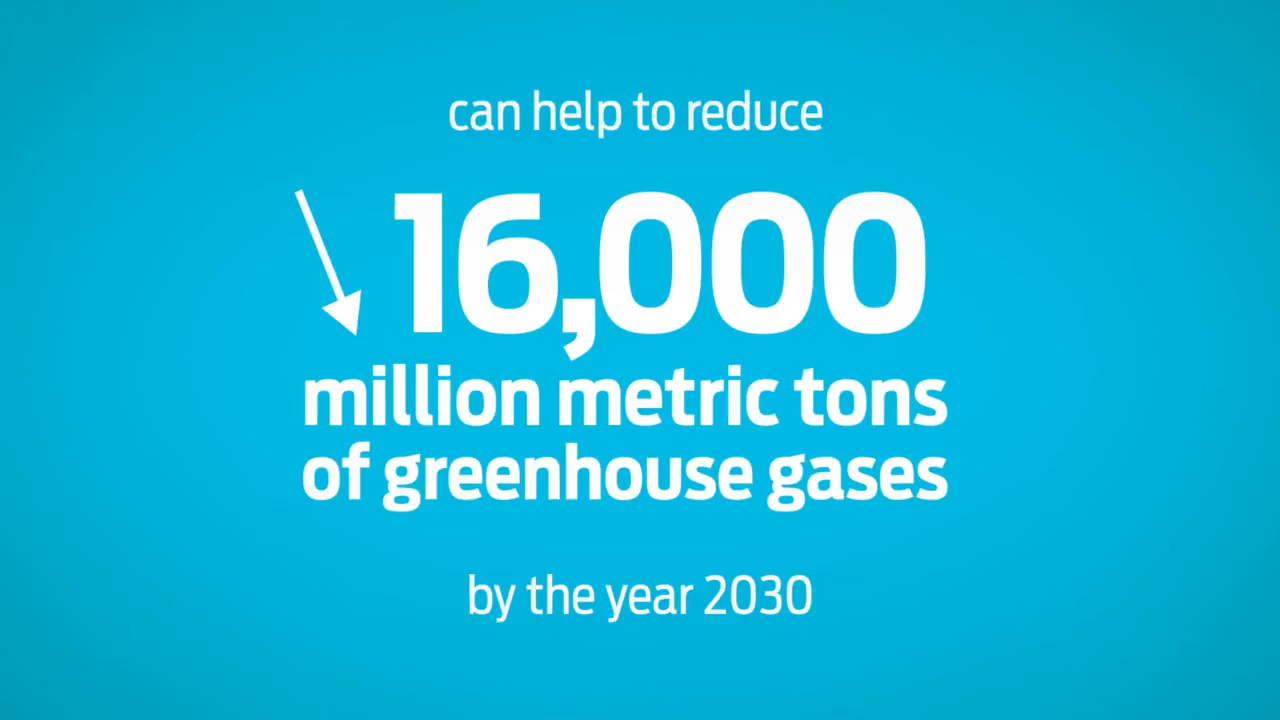 can help to reduce
16,000
million metric tons
of greenhouse gases
by the year 2030